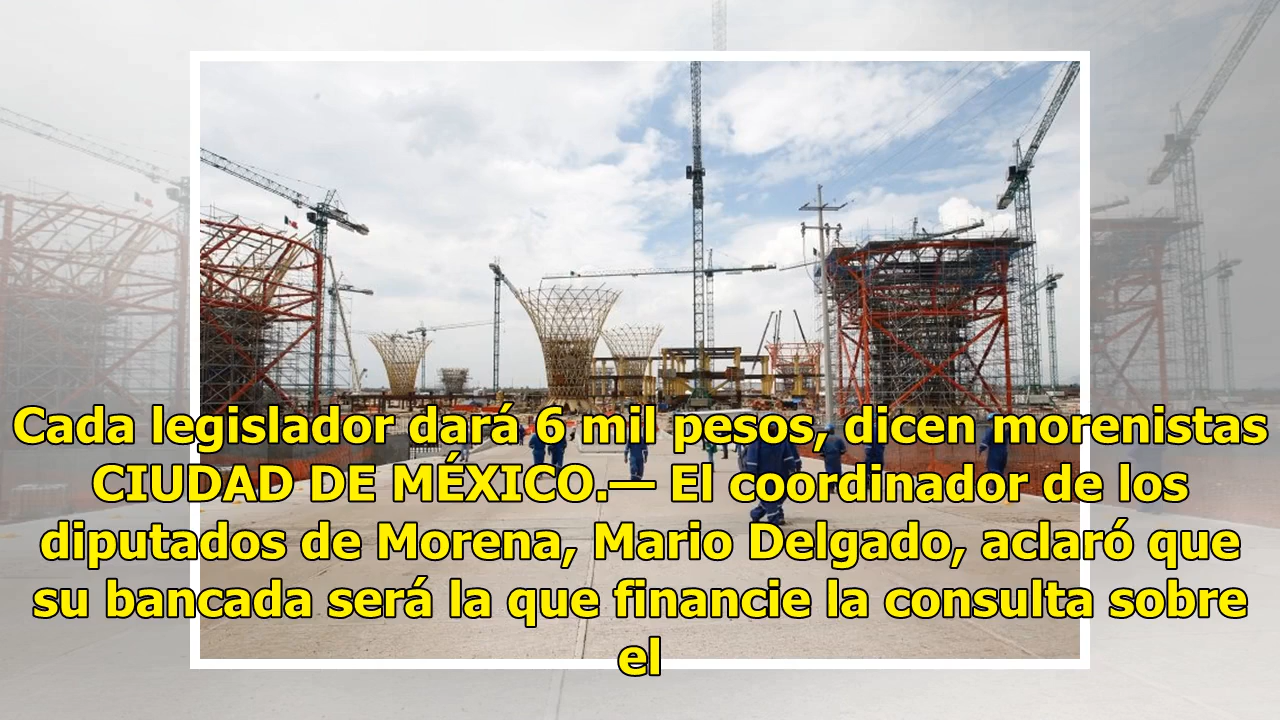 Cada legislador dará 6 mil pesos, dicen morenistas
CIUDAD DE MÉXICO.— El coordinador de los
diputados de Morena, Mario Delgado, aclaró que
su bancada será la que financie la consulta sobre
el